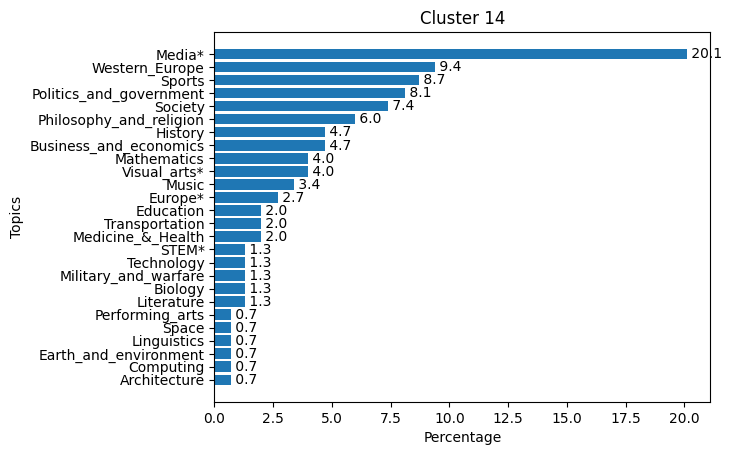 Cluster 14
Media* 20.1
Western_Europe 9.4
Sports 8.7
Politics_and_government 8.1
Society 7.4
Philosophy_and_religion 6.0
History 4.7
Business_and_economics 4.7
Mathematics 4.0
Visual_arts* 4.0
Music 3.4
Europe* 2.7
Education 2.0
Transportation 2.0
Medicine_&_Health 2.0
STEM* 1.3
Technology 1.3
Military_and_warfare 1.3
Biology 1.3
Literature 1.3
Performing_arts 0.7
Space 0.7
Linguistics 0.7
Earth_and_environment 0.7
Computing 0.7
Architecture 0.7
Topics
0.0 2.5 5.0 7.5 10.0 12.5 15.0 17.5 20.0
Percentage